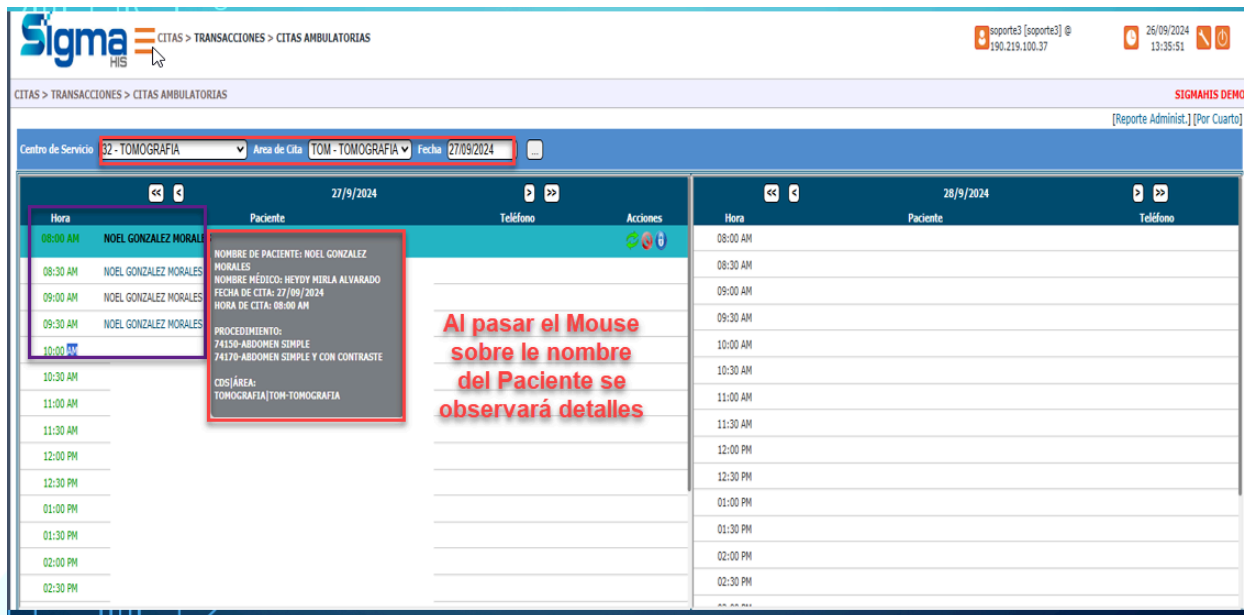 Sigma
HIS
CITAS > TRANSACCIONES > CITAS AMBULATORIAS
soporte3 [soporte3] @
190.219.100.37
26/09/2024
13:35:51
CITAS > TRANSACCIONES > CITAS AMBULATORIAS
SIGMAHIS DEMO
[Reporte Administ.] [Por Cuarto]
Centro de Servicio 32 - TOMOGRAFIA Area de Cita TOM - TOMOGRAFIA Fecha 27/09/2024 ...
<< < 27/9/2024 > >>
Hora Paciente Teléfono Acciones
08:00 AM NOEL GONZALEZ MORALES
08:30 AM NOEL GONZALEZ MORALES
09:00 AM NOEL GONZALEZ MORALES
09:30 AM NOEL GONZALEZ MORALES
10:00 AM
10:30 AM
11:00 AM
11:30 AM
12:00 PM
12:30 PM
01:00 PM
01:30 PM
02:00 PM
02:30 PM
NOMBRE DE PACIENTE: NOEL GONZALEZ
MORALES
NOMBRE MÉDICO: HEYDY MIRLA ALVARADO
FECHA DE CITA: 27/09/2024
HORA DE CITA: 08:00 AM
PROCEDIMIENTO:
74150-ABDOMEN SIMPLE
74170-ABDOMEN SIMPLE Y CON CONTRASTE
CDS|ÁREA:
TOMOGRAFIA|TOM-TOMOGRAFIA
Al pasar el Mouse
sobre le nombre
del Paciente se
observará detalles
<< < 28/9/2024 > >>
Hora Paciente Teléfono
08:00 AM
08:30 AM
09:00 AM
09:30 AM
10:00 AM
10:30 AM
11:00 AM
11:30 AM
12:00 PM
12:30 PM
01:00 PM
01:30 PM
02:00 PM
02:30 PM